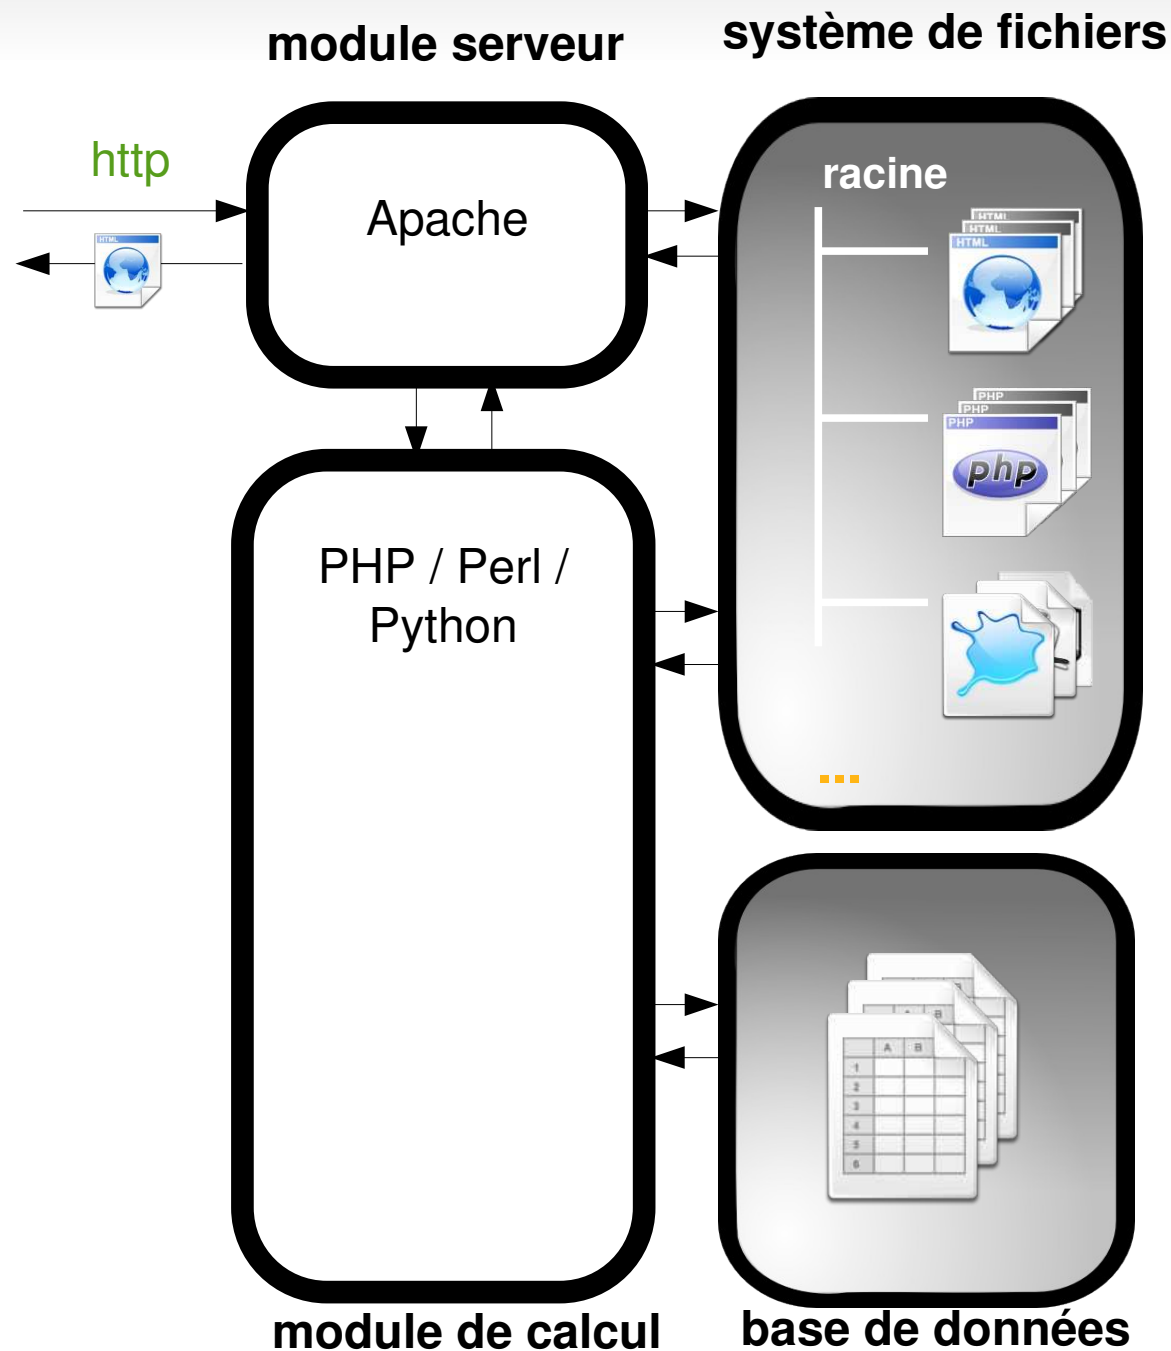 module serveur
système de fichiers
http
HTML
Apache
racine
HTML
HTML
HTML
PHP
PHP
PHP
php
PHP / Perl /
Python
...
A B
A B
1
2
3
4
5
6
module de calcul
base de données